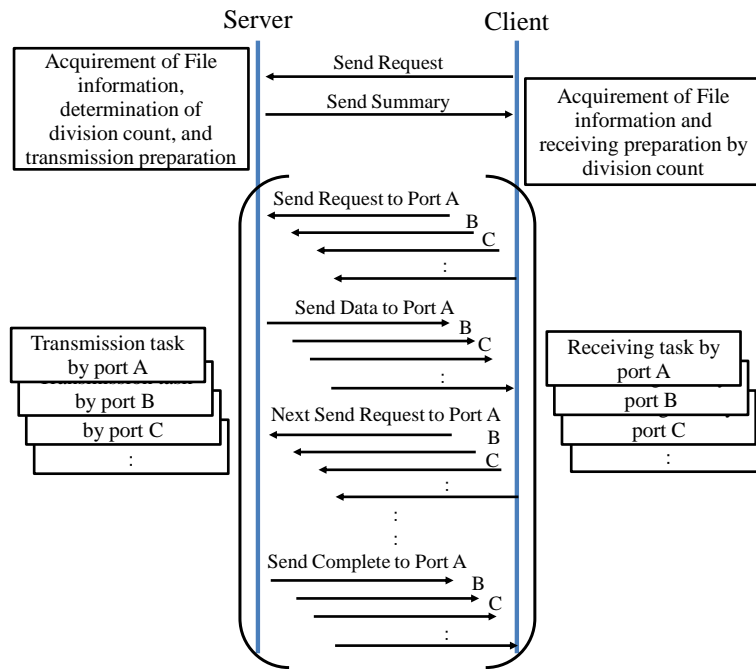 Server
Client
Acquirement of File
information,
determination of
division count, and
transmission preparation
Send Request
Send Summary
Acquirement of File
information and
receiving preparation by
division count
Send Request to Port A
B
C
:
Send Data to Port A
B
C
:
Transmission task
by port A
by port B
by port C
:
Receiving task by
port A
port B
port C
:
Next Send Request to Port A
B
C
:
:
:
Send Complete to Port A
B
C
: